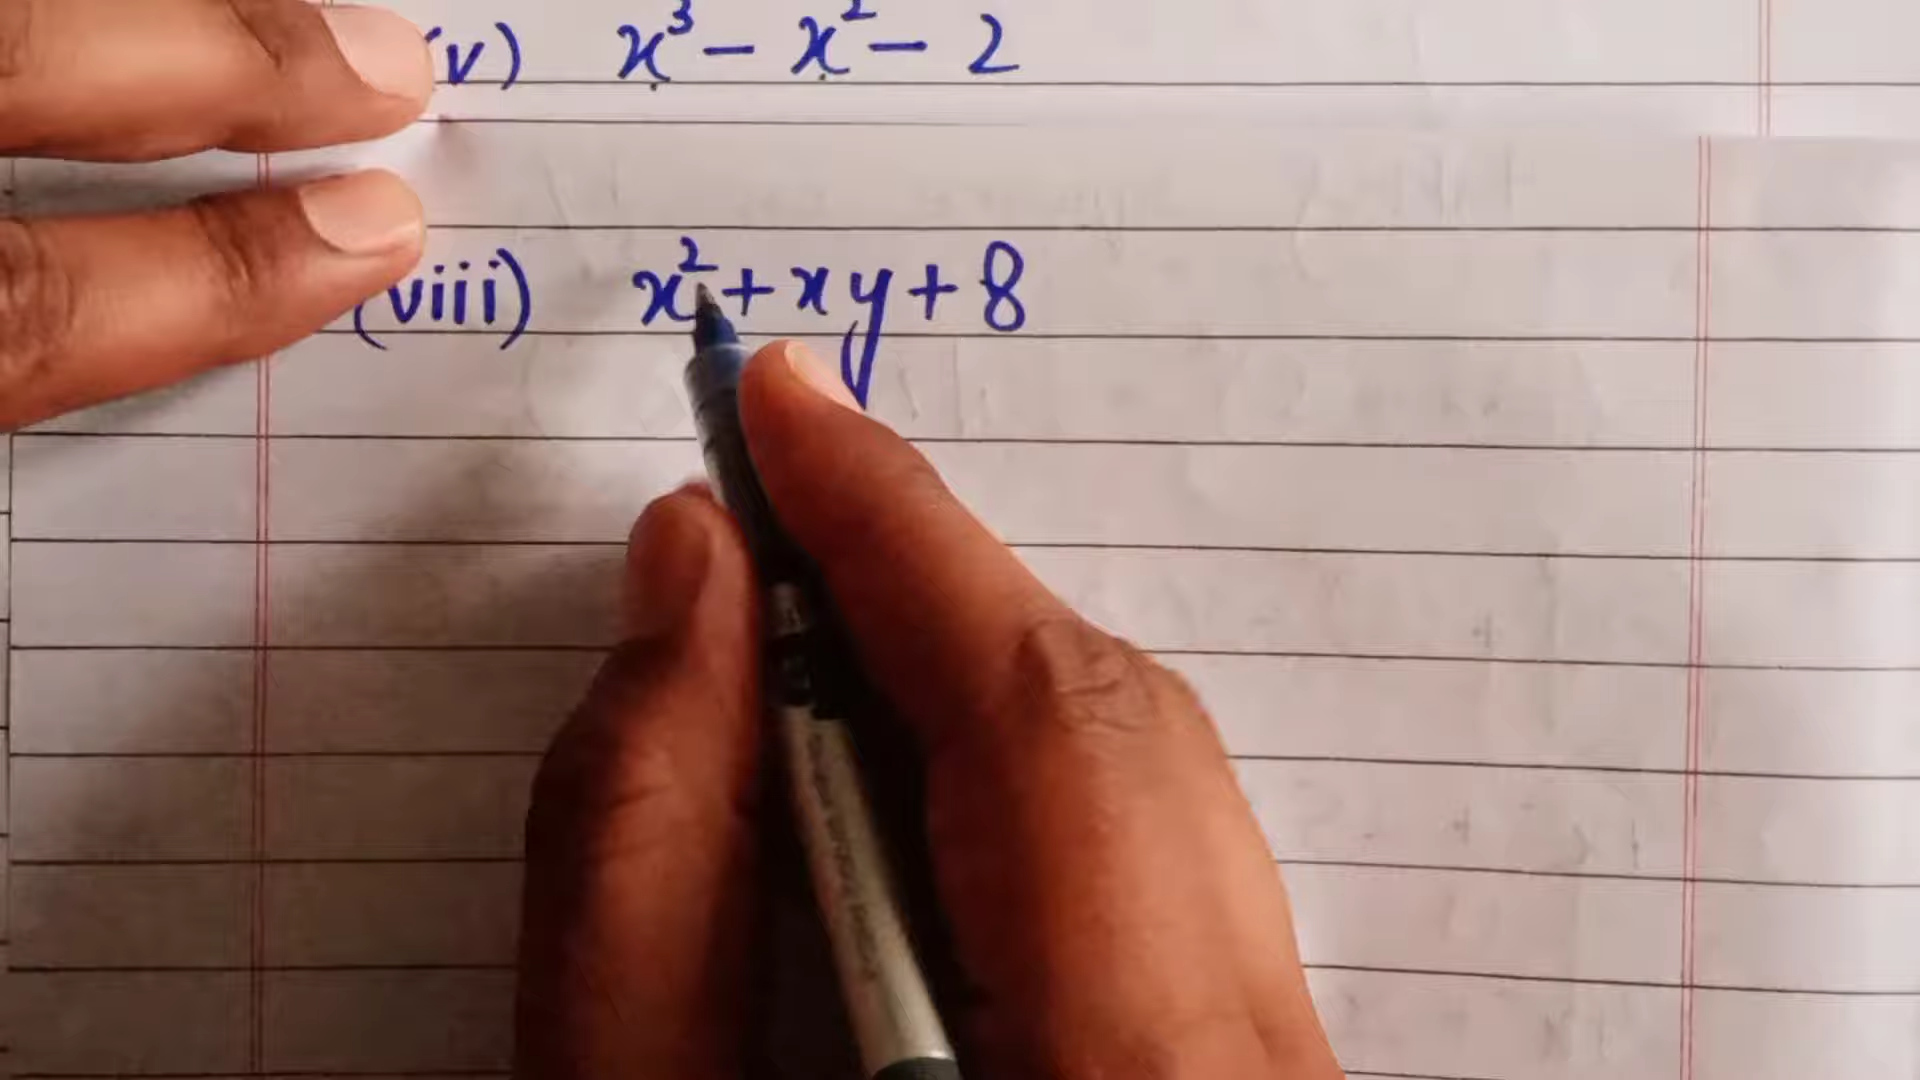 (v) x³ - x² - 2
(viii) x² + xy + 8